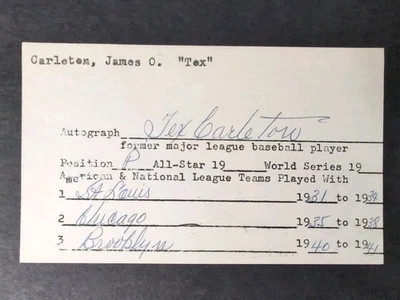 Carleton, James O. "Tex"
Autograph Tex Carleton
former major league baseball player
Position P All-Star 19 World Series 19
American & National League Teams Played With
1 St Louis 1931 to 1934
2 Chicago 1935 to 1938
3 Brooklyn 1940 to 1941